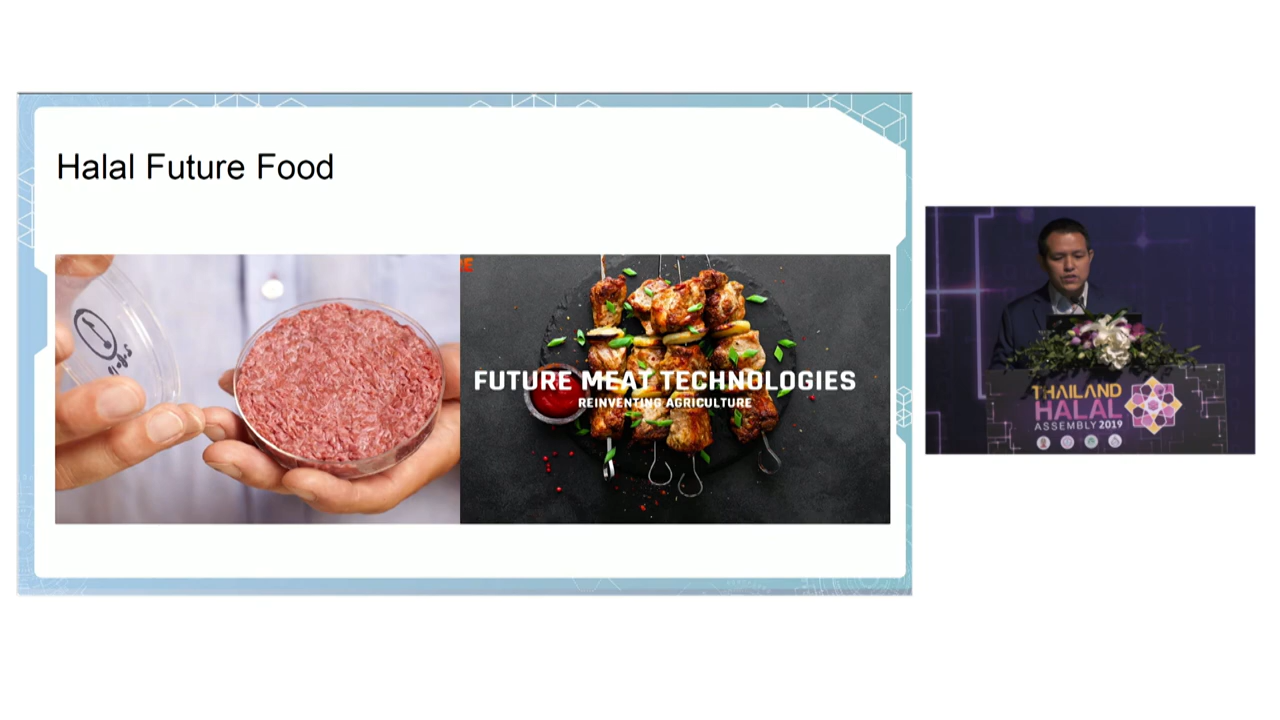 Halal Future Food
FUTURE MEAT TECHNOLOGIES
REINVENTING AGRICULTURE
THAILAND
HALAL
ASSEMBLY 2019